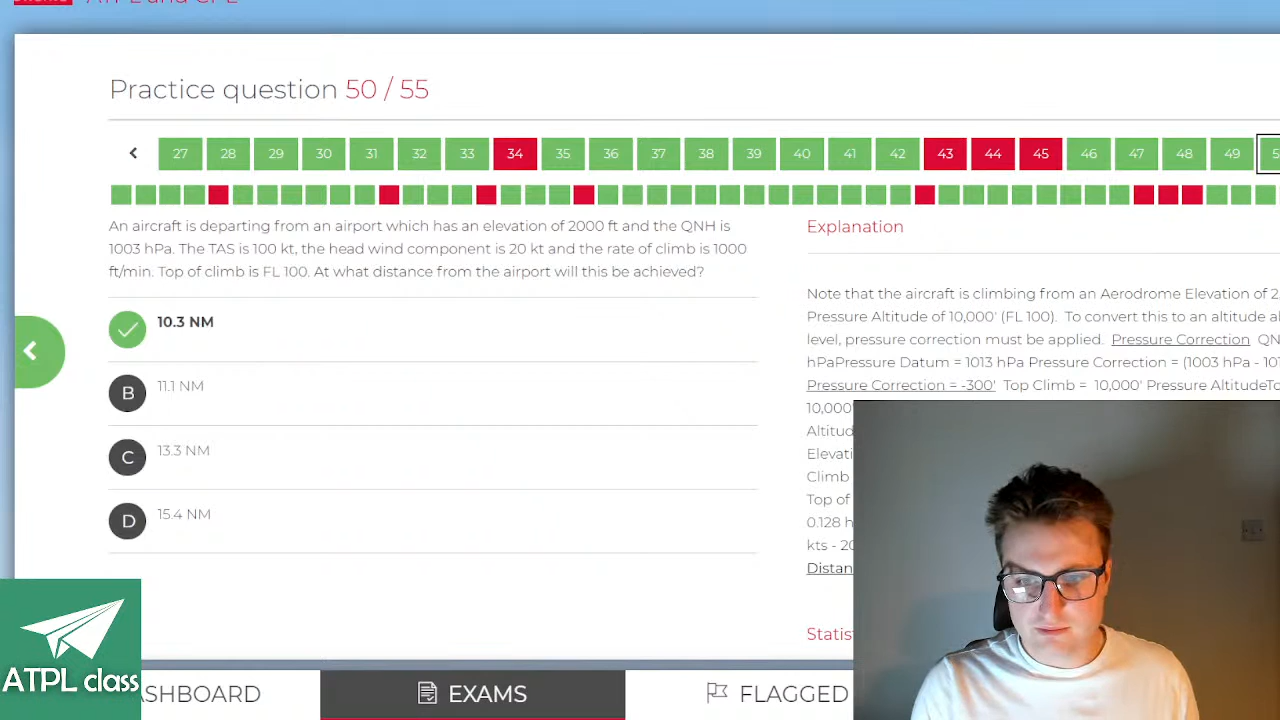 ATPL and CPL
Practice question 50 / 55
27 28 29 30 31 32 33 34 35 36 37 38 39 40 41 42 43 44 45 46 47 48 49
An aircraft is departing from an airport which has an elevation of 2000 ft and the QNH is
1003 hPa. The TAS is 100 kt, the head wind component is 20 kt and the rate of climb is 1000
ft/min. Top of climb is FL 100. At what distance from the airport will this be achieved?
10.3 NM
B 11.1 NM
C 13.3 NM
D 15.4 NM
Explanation
Note that the aircraft is climbing from an Aerodrome Elevation of 2
Pressure Altitude of 10,000' (FL 100). To convert this to an altitude a
level, pressure correction must be applied. Pressure Correction QN
hPaPressure Datum = 1013 hPa Pressure Correction = (1003 hPa - 101
Pressure Correction = -300' Top Climb = 10,000' Pressure AltitudeTo
10,000'
Altitud
Elevati
Climb
Top of
0.128 h
kts - 20
Distan
Statis
ATPL class
ASHBOARD
EXAMS
FLAGGED